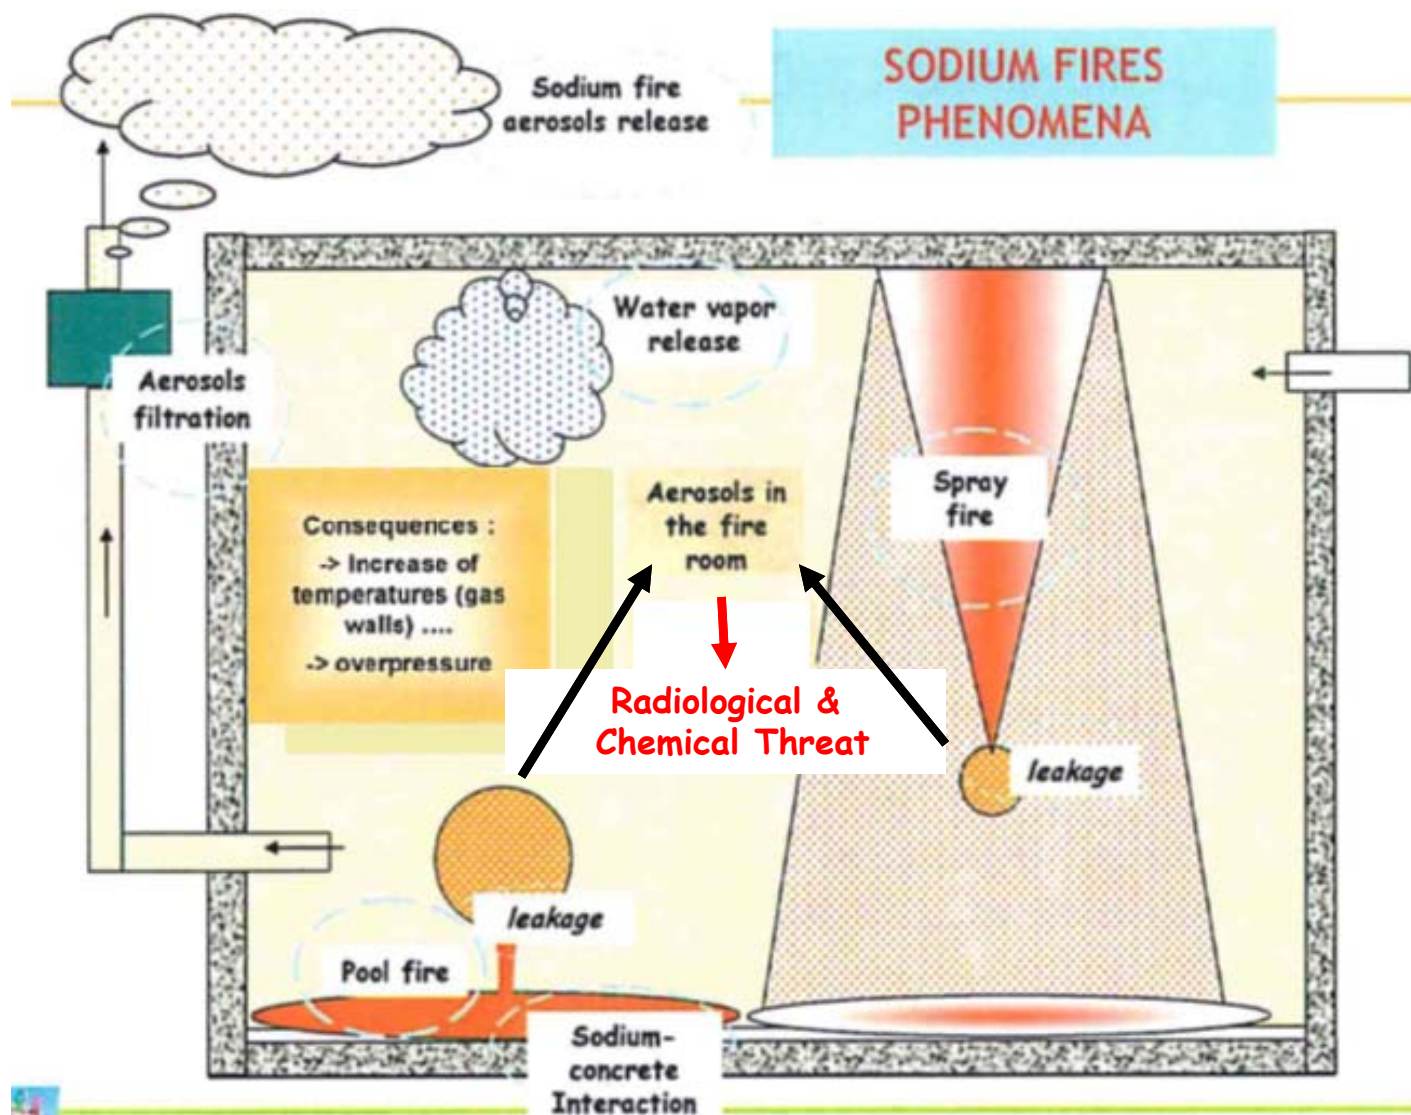 SODIUM FIRES
PHENOMENA
Sodium fire
aerosols release
Water vapor
release
Aerosols
filtration
Consequences :
-> Increase of
temperatures (gas
walls) ....
-> overpressure
Aerosols in
the fire
room
Spray
fire
Radiological &
Chemical Threat
leakage
leakage
Pool fire
Sodium-
concrete
Interaction